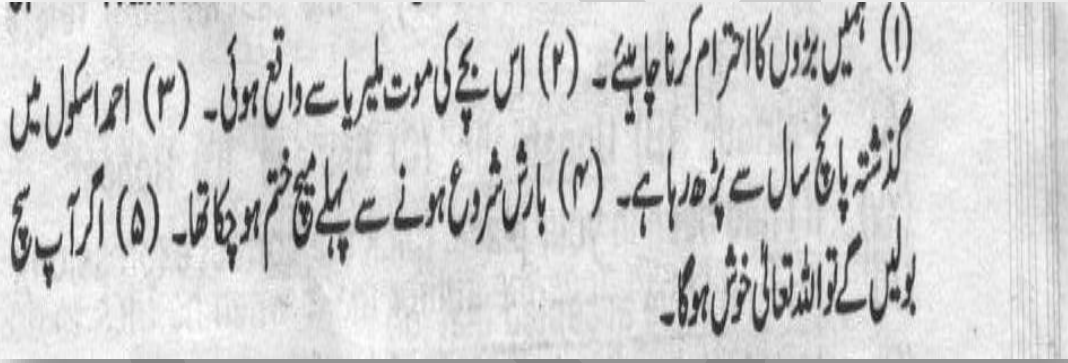 (۱) ہمیں بڑوں کا احترام کرنا چاہیئے۔ (۲) اس بچے کی موت ملیریا سے واقع ہوئی۔ (۳) احمد اسکول میں
گذشتہ پانچ سال سے پڑھ رہا ہے۔ (۴) بارش شروع ہونے سے پہلے میچ ختم ہو چکا تھا۔ (۵) اگر آپ سچ
بولیں گے تو اللہ تعالیٰ خوش ہوگا۔